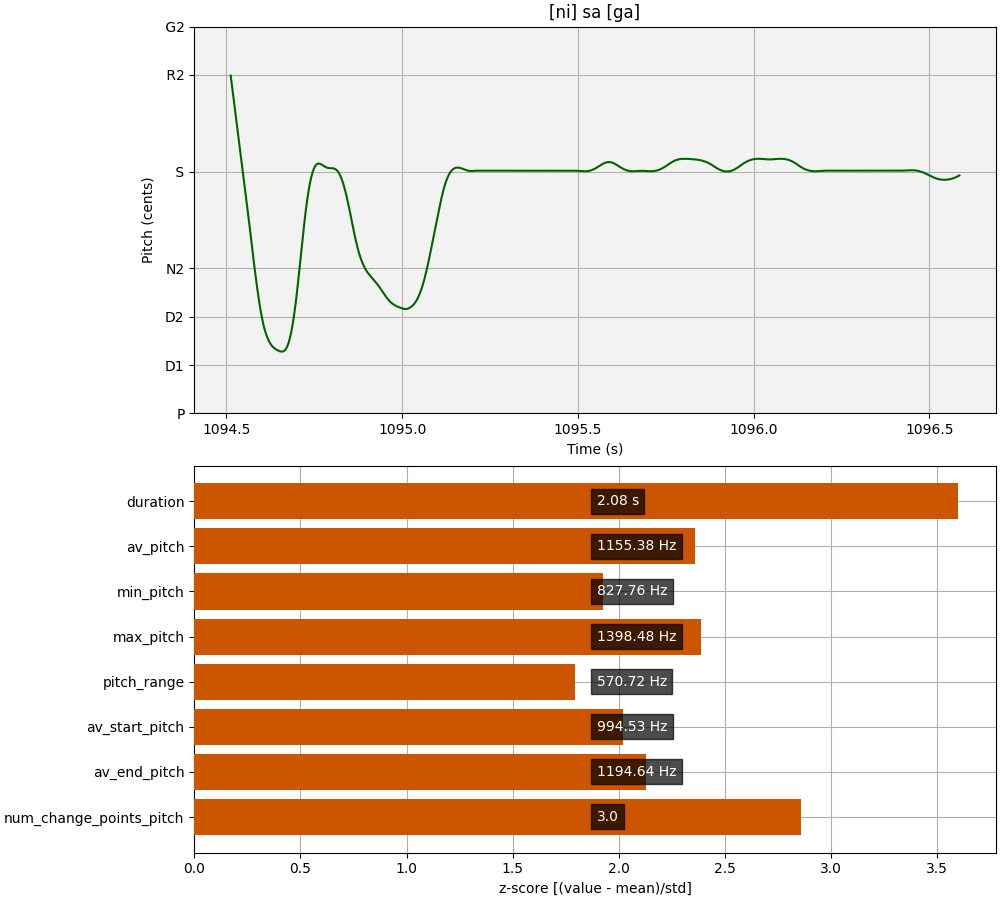 [ni] sa [ga]
G2
R2
S
N2
D2
D1
P
Pitch (cents)
1094.5 1095.0 1095.5 1096.0 1096.5
Time (s)
duration 2.08 s
av_pitch 1155.38 Hz
min_pitch 827.76 Hz
max_pitch 1398.48 Hz
pitch_range 570.72 Hz
av_start_pitch 994.53 Hz
av_end_pitch 1194.64 Hz
num_change_points_pitch 3.0
0.0 0.5 1.0 1.5 2.0 2.5 3.0 3.5
z-score [(value - mean)/std]